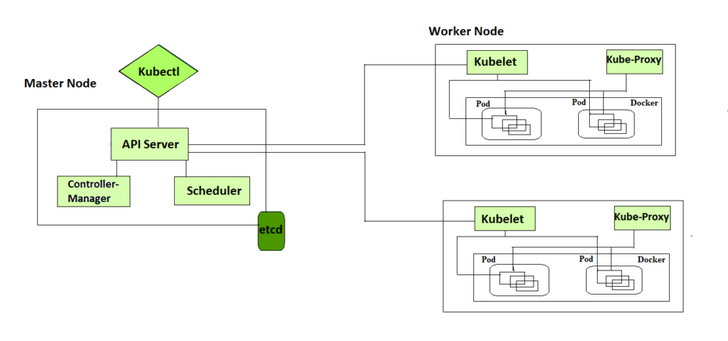 Worker Node
Kubectl
Master Node
API Server
Controller-
Manager
Scheduler
etcd
Kubelet
Kube-Proxy
Pod
Pod
Docker
Kubelet
Kube-Proxy
Pod
Pod
Docker